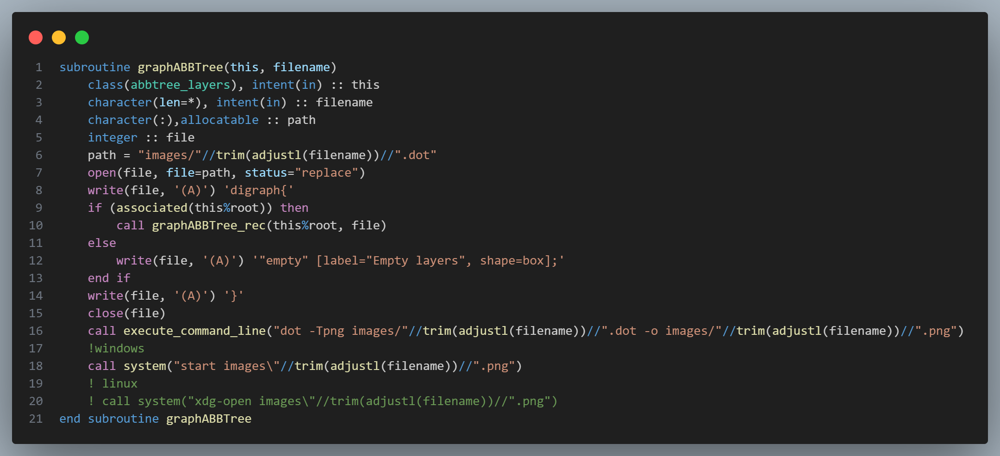 1 subroutine graphABBTree(this, filename)
2     class(abbtree_layers), intent(in) :: this
3     character(len=*), intent(in) :: filename
4     character(:),allocatable :: path
5     integer :: file
6     path = "images/"//trim(adjustl(filename))//".dot"
7     open(file, file=path, status="replace")
8     write(file, '(A)') 'digraph{'
9     if (associated(this%root)) then
10         call graphABBTree_rec(this%root, file)
11     else
12         write(file, '(A)') '"empty" [label="Empty layers", shape=box];'
13     end if
14     write(file, '(A)') '}'
15     close(file)
16     call execute_command_line("dot -Tpng images/"//trim(adjustl(filename))//".dot -o images/"//trim(adjustl(filename))//".png")
17     !windows
18     call system("start images\"//trim(adjustl(filename))//".png")
19     ! linux
20     ! call system("xdg-open images\"//trim(adjustl(filename))//".png")
21 end subroutine graphABBTree